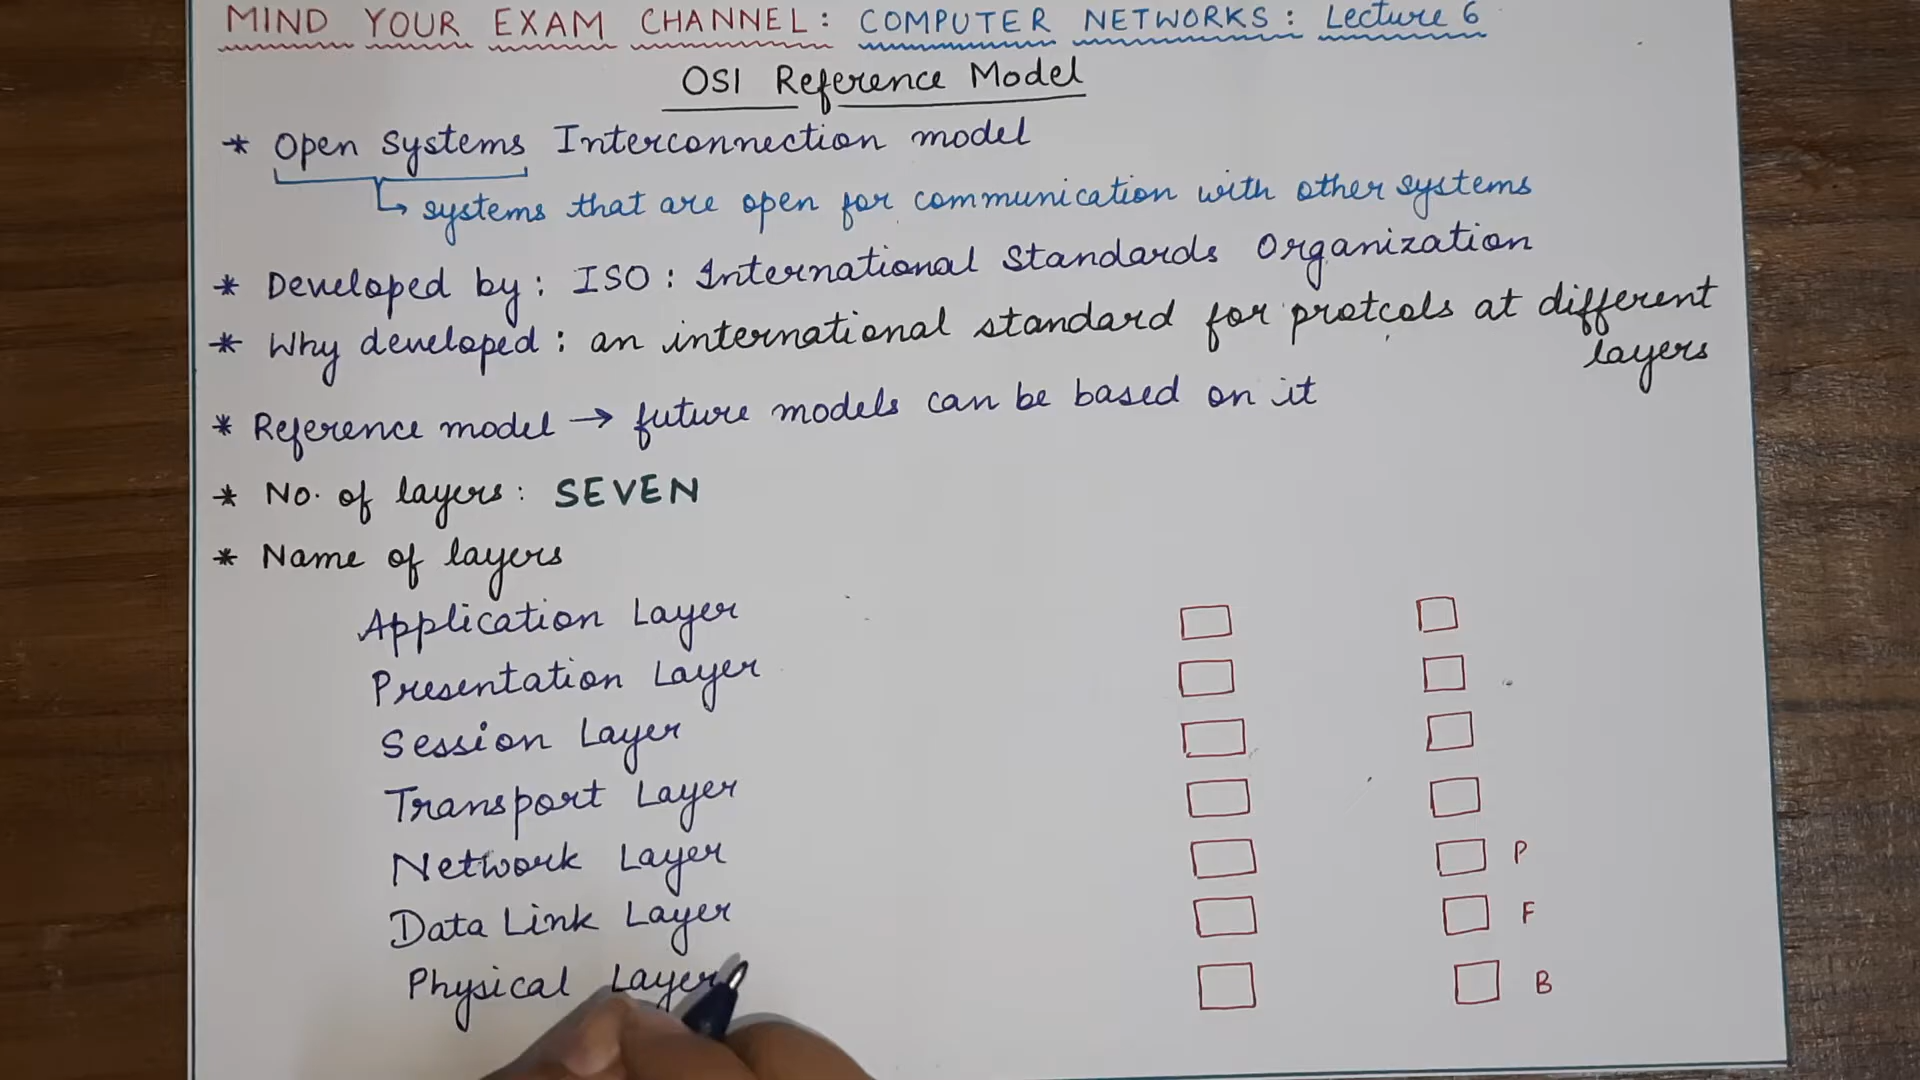 MIND YOUR EXAM CHANNEL: COMPUTER NETWORKS: Lecture 6
OSI Reference Model
* Open Systems Interconnection model
↳ systems that are open for communication with other systems
* Developed by: ISO: International Standards Organization
* Why developed: an international standard for protcols at different
layers
* Reference model → future models can be based on it
* No. of layers: SEVEN
* Name of layers
Application Layer
Presentation Layer
Session Layer
Transport Layer
Network Layer P
Data Link Layer F
Physical Layer B